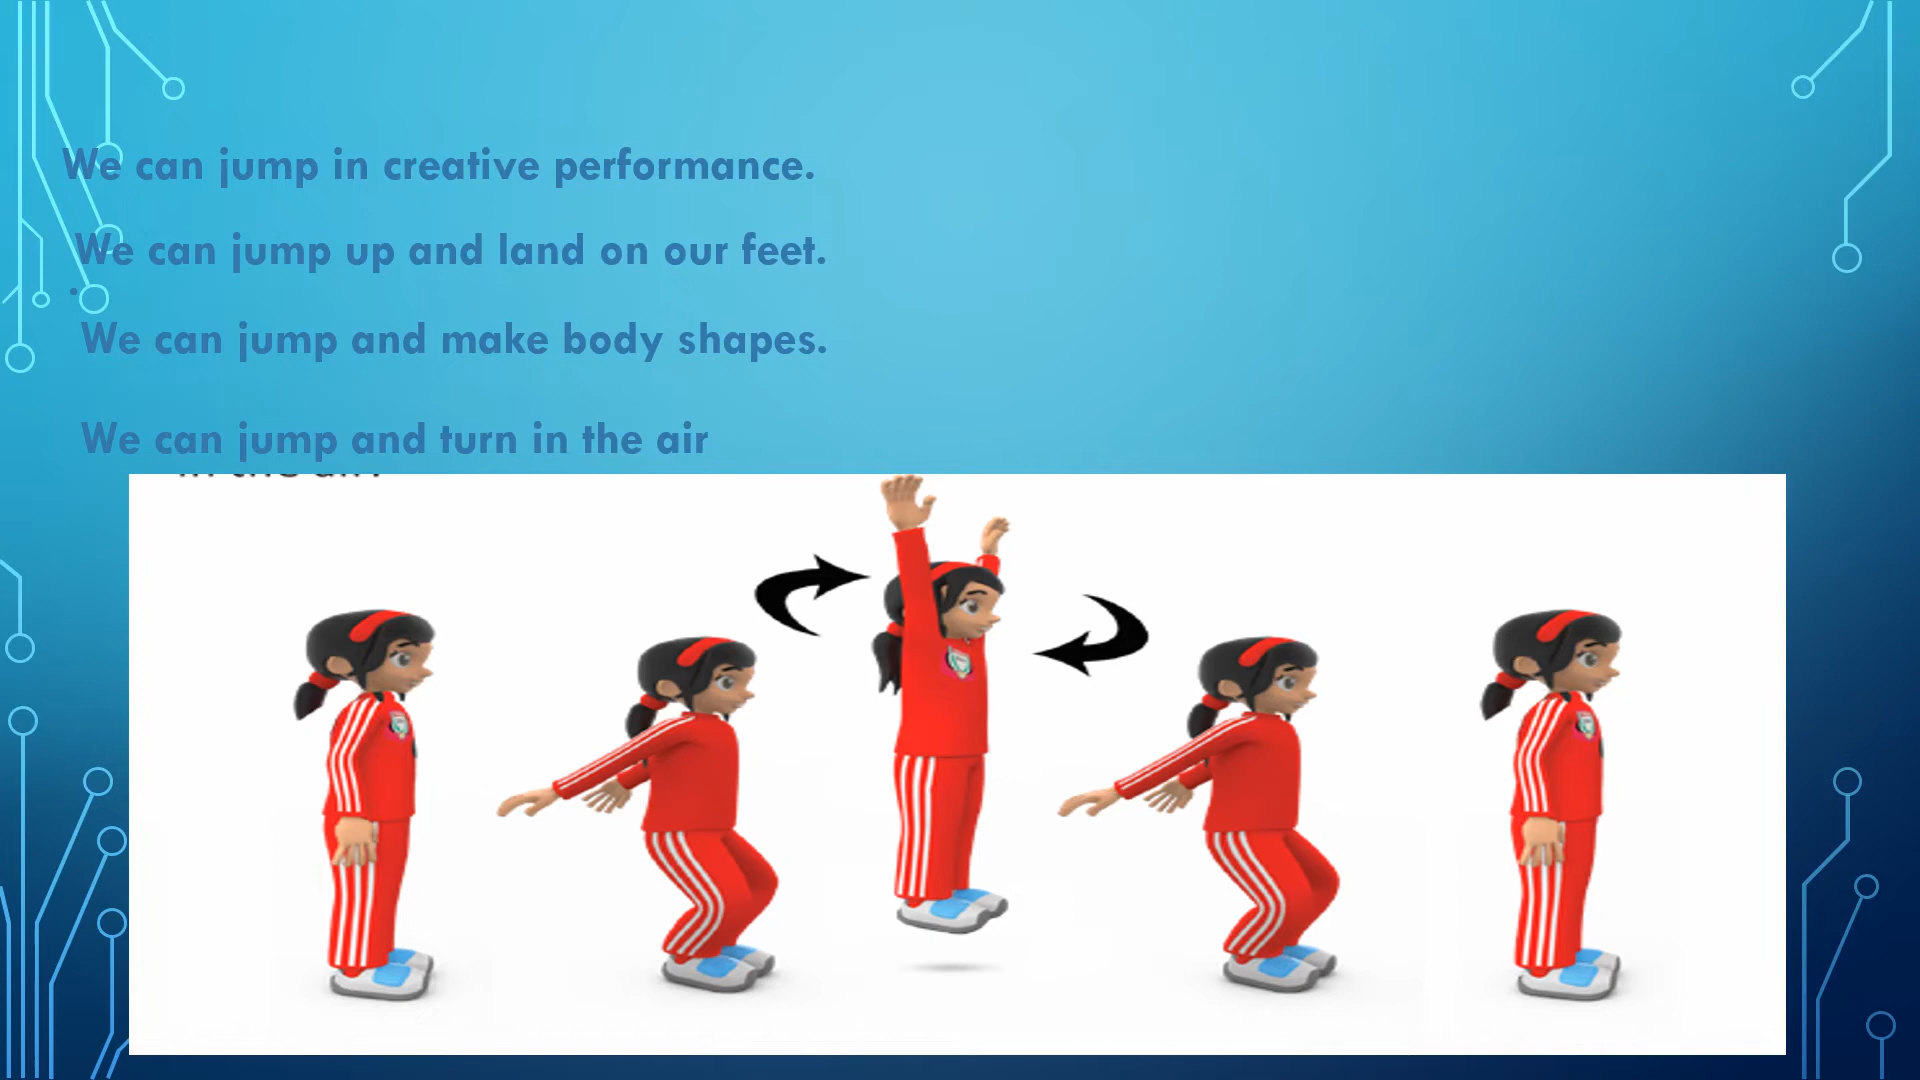 We can jump in creative performance.
We can jump up and land on our feet.
.
We can jump and make body shapes.
We can jump and turn in the air